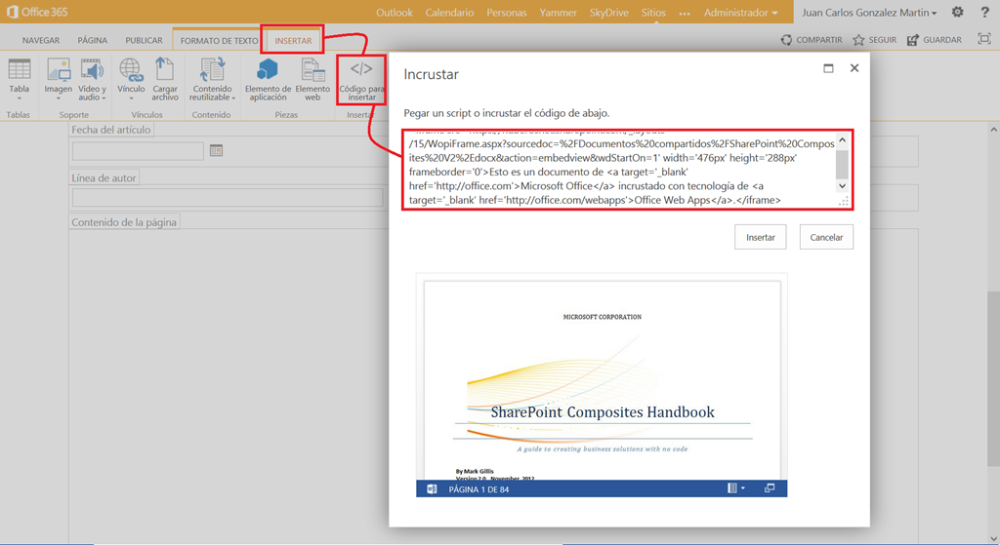 Office 365
Outlook Calendario Personas Yammer SkyDrive Sitios ... Administrador Juan Carlos Gonzalez Martin ?
NAVEGAR PÁGINA PUBLICAR FORMATO DE TEXTO INSERTAR COMPARTIR SEGUIR GUARDAR
Tabla
Imagen
Vídeo y audio
Vínculo
Cargar archivo
Contenido reutilizable
Elemento de aplicación
Elemento web
Código para insertar
Tablas Soporte Vínculos Contenido Piezas Insertar
Fecha del artículo
Línea de autor
Contenido de la página
Incrustar
Pegar un script o incrustar el código de abajo.
/15/WopiFrame.aspx?sourcedoc=%2FDocumentos%20compartidos%2FSharePoint%20Compos
ites%20V2%2Edocx&action=embedview&wdStartOn=1' width='476px' height='288px'
frameborder='0'>Esto es un documento de <a target='_blank'
href='http://office.com'>Microsoft Office</a> incrustado con tecnología de <a
target='_blank' href='http://office.com/webapps'>Office Web Apps</a>.</iframe>
Insertar Cancelar
MICROSOFT CORPORATION
SharePoint Composites Handbook
A guide to creating business solutions with no code
By Mark Gillis
Version 2.0 November, 2012
PÁGINA 1 DE 84